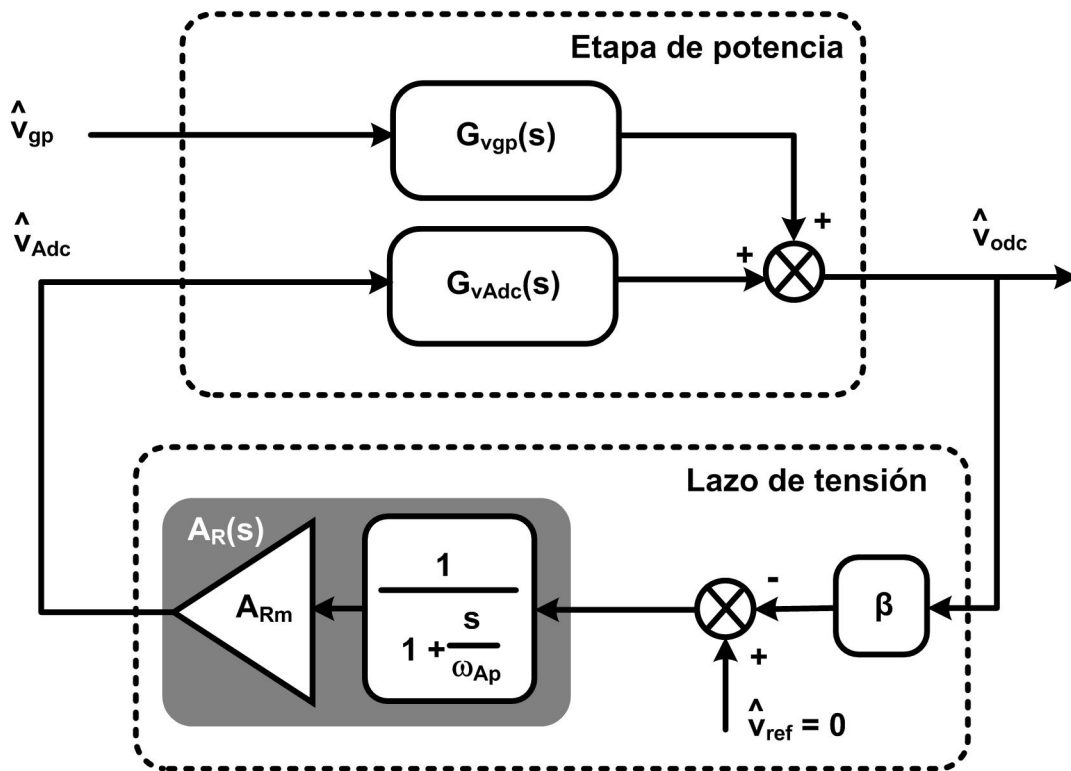 Etapa de potencia
v̂gp
Gvgp(s)
+
v̂Adc
+
v̂odc
GvAdc(s)
Lazo de tensión
AR(s)
ARm
1
1 + s
ωAp
-
β
+
v̂ref = 0